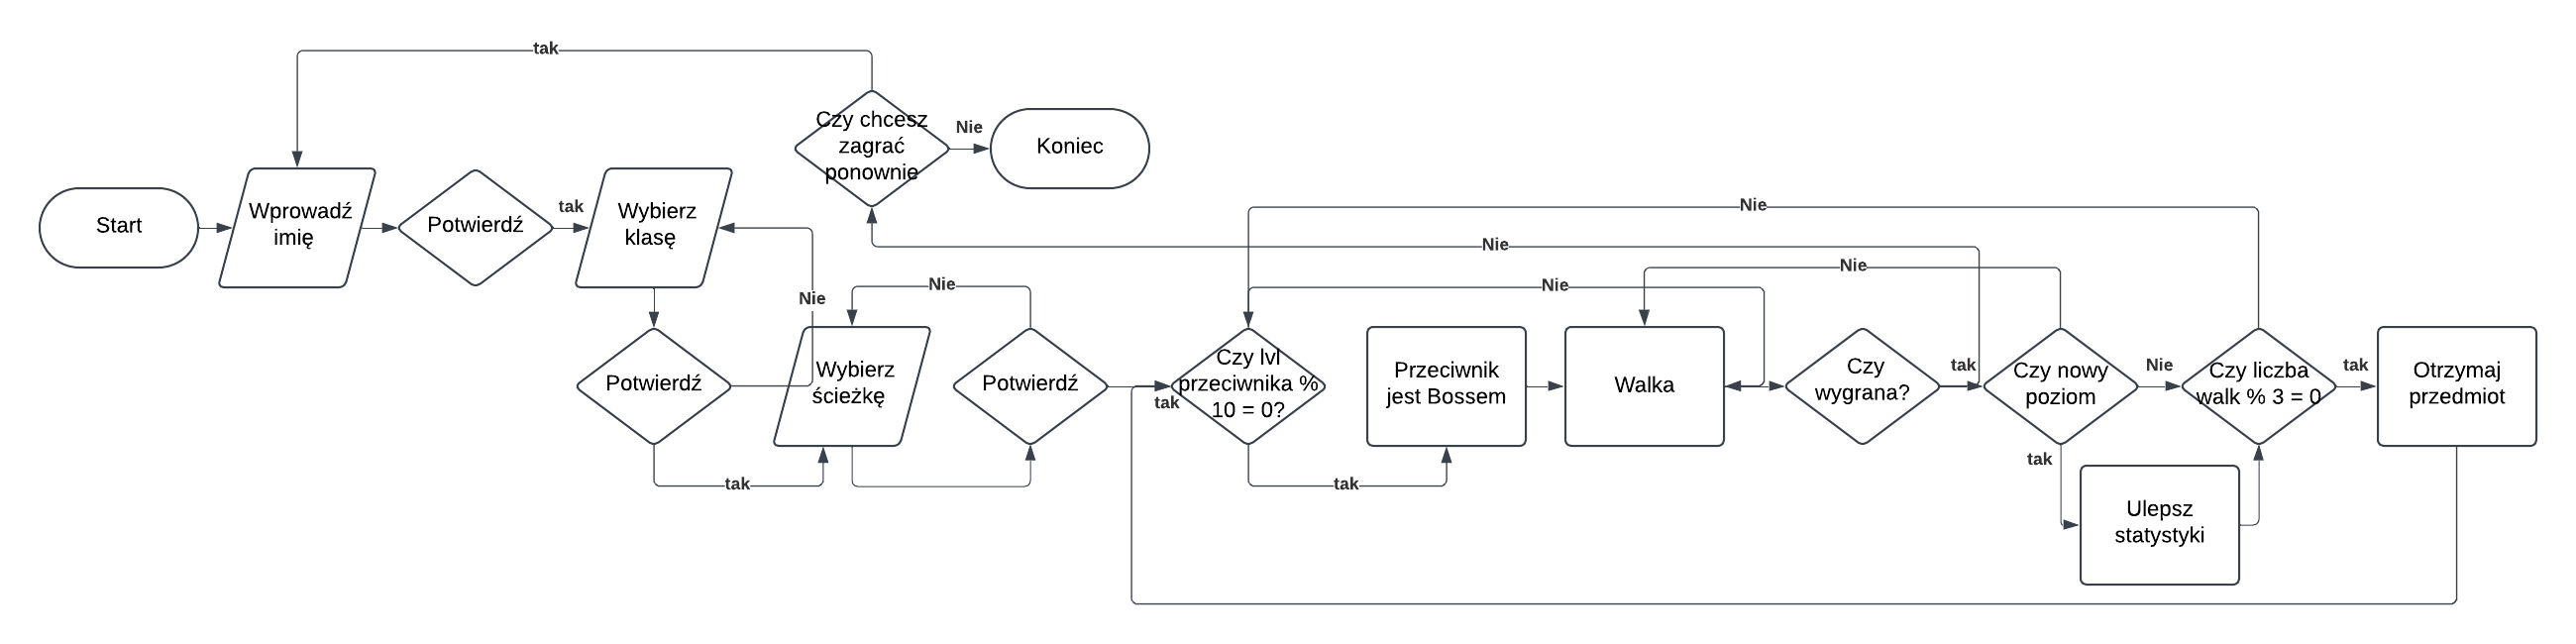 tak
Czy chcesz
zagrać
ponownie
Nie
Koniec
Start
Wprowadź
imię
Potwierdź
tak
Wybierz
klasę
Nie
Nie
Nie
Nie
Nie
Nie
Potwierdź
tak
Wybierz
ścieżkę
Potwierdź
tak
Czy lvl
przeciwnika %
10 = 0?
tak
Przeciwnik
jest Bossem
Walka
Czy
wygrana?
tak
Czy nowy
poziom
Nie
tak
Ulepsz
statystyki
Czy liczba
walk % 3 = 0
tak
Otrzymaj
przedmiot